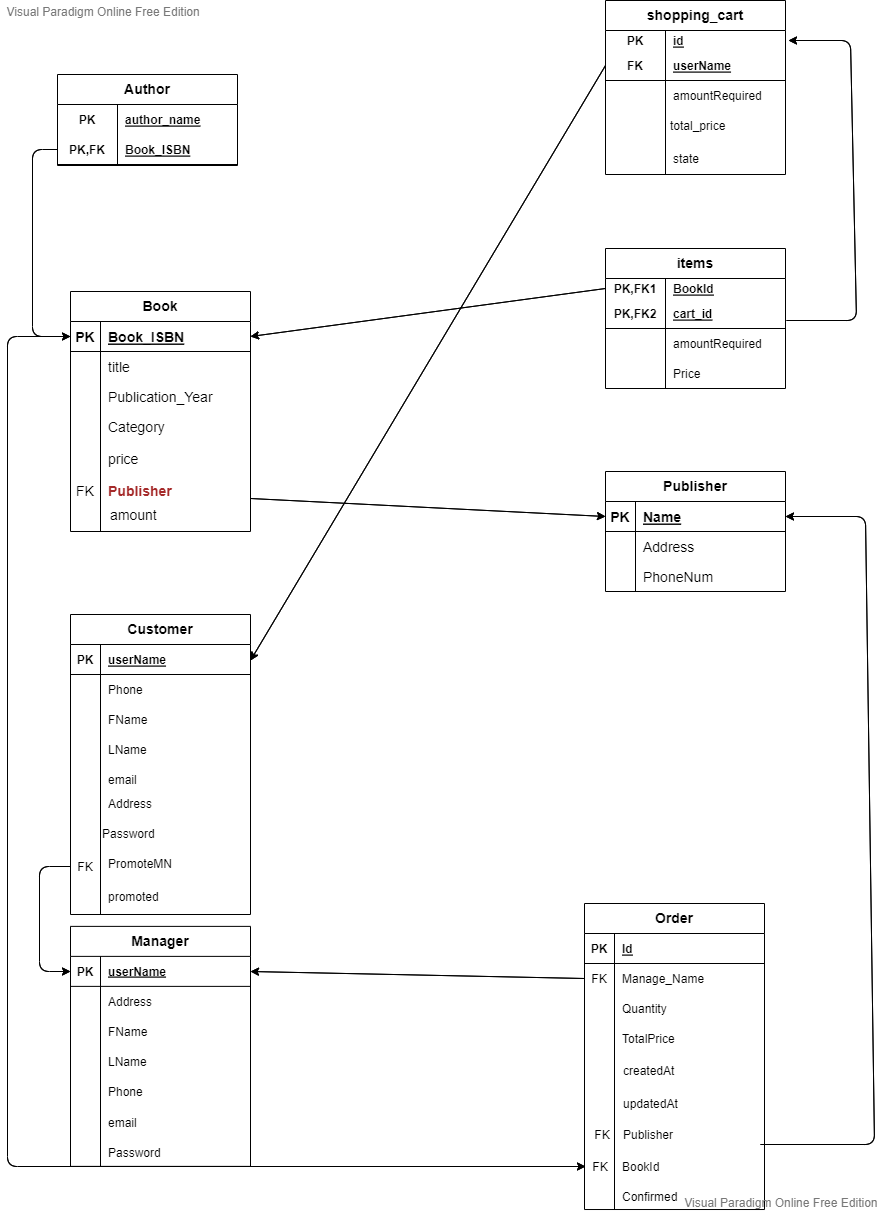 Visual Paradigm Online Free Edition
shopping_cart
PK id
FK userName
amountRequired
total_price
state
Author
PK author_name
PK,FK Book_ISBN
items
PK,FK1 BookId
PK,FK2 cart_id
amountRequired
Price
Book
PK Book_ISBN
title
Publication_Year
Category
price
FK Publisher
amount
Publisher
PK Name
Address
PhoneNum
Customer
PK userName
Phone
FName
LName
email
Address
Password
FK PromoteMN
promoted
Manager
PK userName
Address
FName
LName
Phone
email
Password
Order
PK Id
FK Manage_Name
Quantity
TotalPrice
createdAt
updatedAt
FK Publisher
FK BookId
Confirmed
Visual Paradigm Online Free Edition